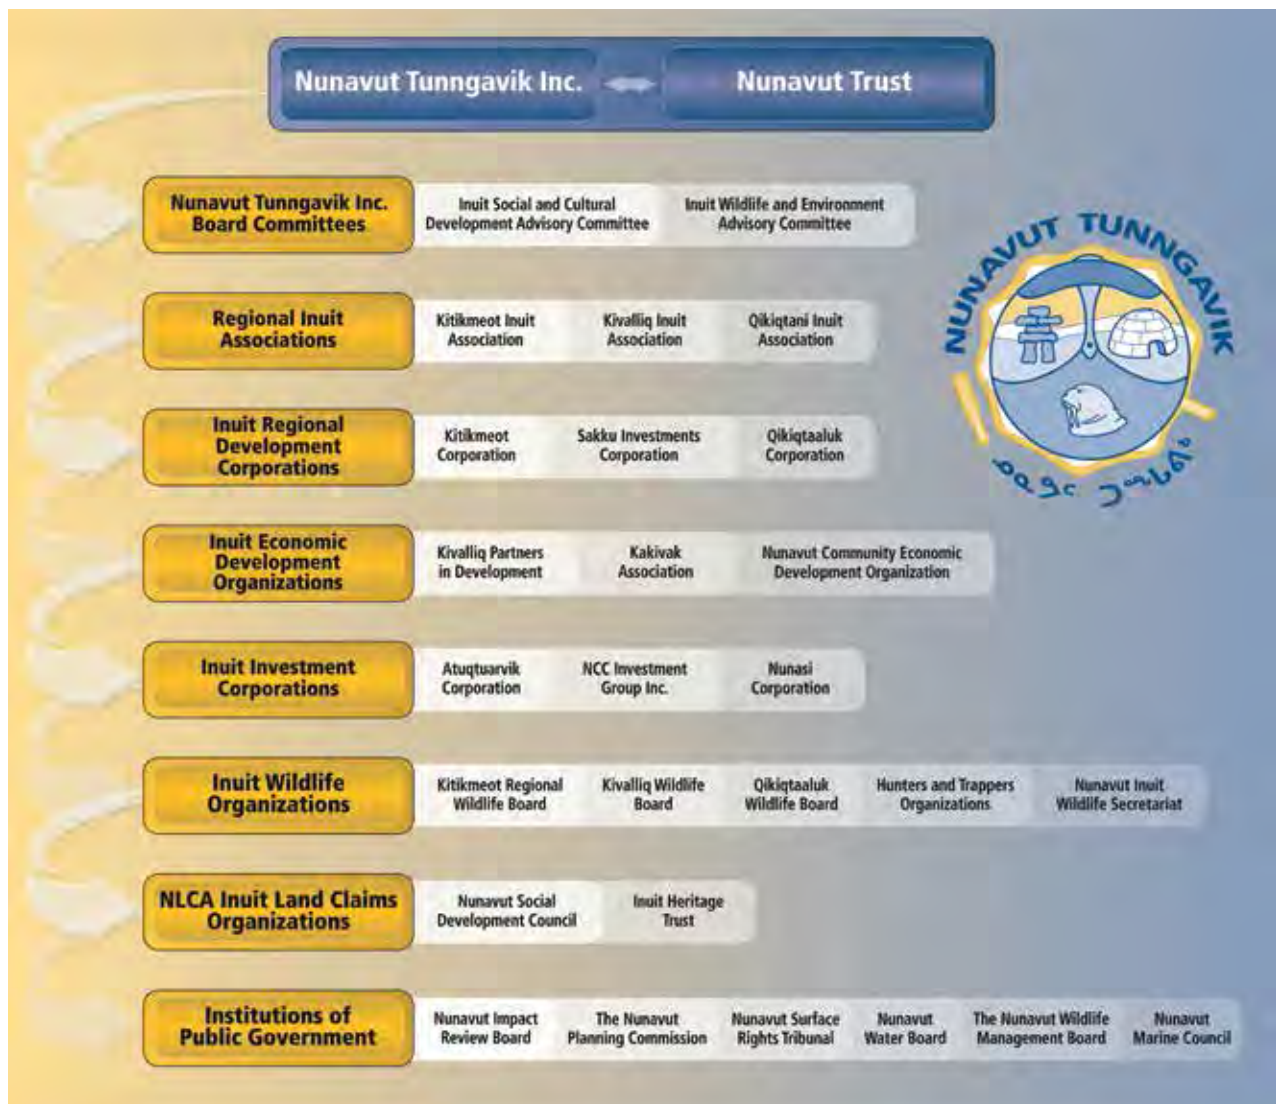 Nunavut Tunngavik Inc.
Nunavut Trust
Nunavut Tunngavik Inc.
Board Committees
Inuit Social and Cultural
Development Advisory Committee
Inuit Wildlife and Environment
Advisory Committee
NUNAVUT TUNNGAVIK
ᓄᓇᕗᑦ ᑐᙵᕕᒃ
Regional Inuit
Associations
Kitikmeot Inuit
Association
Kivalliq Inuit
Association
Qikiqtani Inuit
Association
Inuit Regional
Development
Corporations
Kitikmeot
Corporation
Sakku Investments
Corporation
Qikiqtaaluk
Corporation
Inuit Economic
Development
Organizations
Kivalliq Partners
in Development
Kakivak
Association
Nunavut Community Economic
Development Organization
Inuit Investment
Corporations
Atuqtuarvik
Corporation
NCC Investment
Group Inc.
Nunasi
Corporation
Inuit Wildlife
Organizations
Kitikmeot Regional
Wildlife Board
Kivalliq Wildlife
Board
Qikiqtaaluk
Wildlife Board
Hunters and Trappers
Organizations
Nunavut Inuit
Wildlife Secretariat
NLCA Inuit Land Claims
Organizations
Nunavut Social
Development Council
Inuit Heritage
Trust
Institutions of
Public Government
Nunavut Impact
Review Board
The Nunavut
Planning Commission
Nunavut Surface
Rights Tribunal
Nunavut
Water Board
The Nunavut Wildlife
Management Board
Nunavut
Marine Council